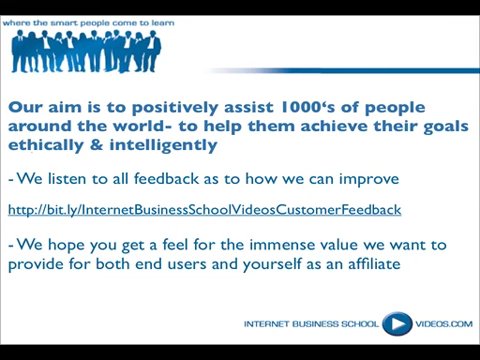 where the smart people come to learn
Our aim is to positively assist 1000‘s of people
around the world- to help them achieve their goals
ethically & intelligently
- We listen to all feedback as to how we can improve
http://bit.ly/InternetBusinessSchoolVideosCustomerFeedback
- We hope you get a feel for the immense value we want to
provide for both end users and yourself as an affiliate
INTERNET BUSINESS SCHOOL VIDEOS.COM